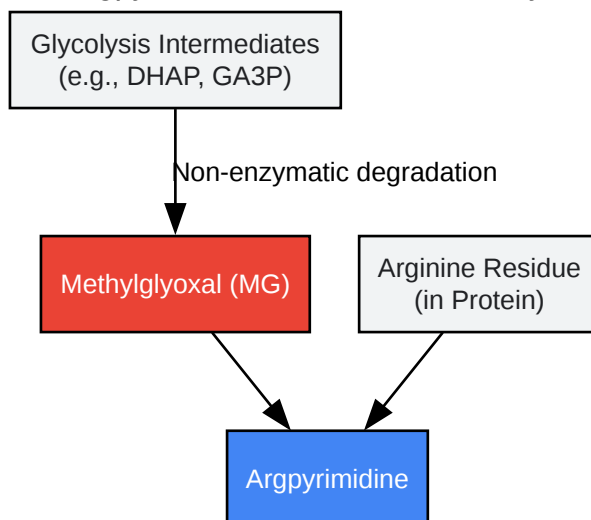 Glycolysis Intermediates
(e.g., DHAP, GA3P)
Non-enzymatic degradation
Methylglyoxal (MG)
Arginine Residue
(in Protein)
Argpyrimidine